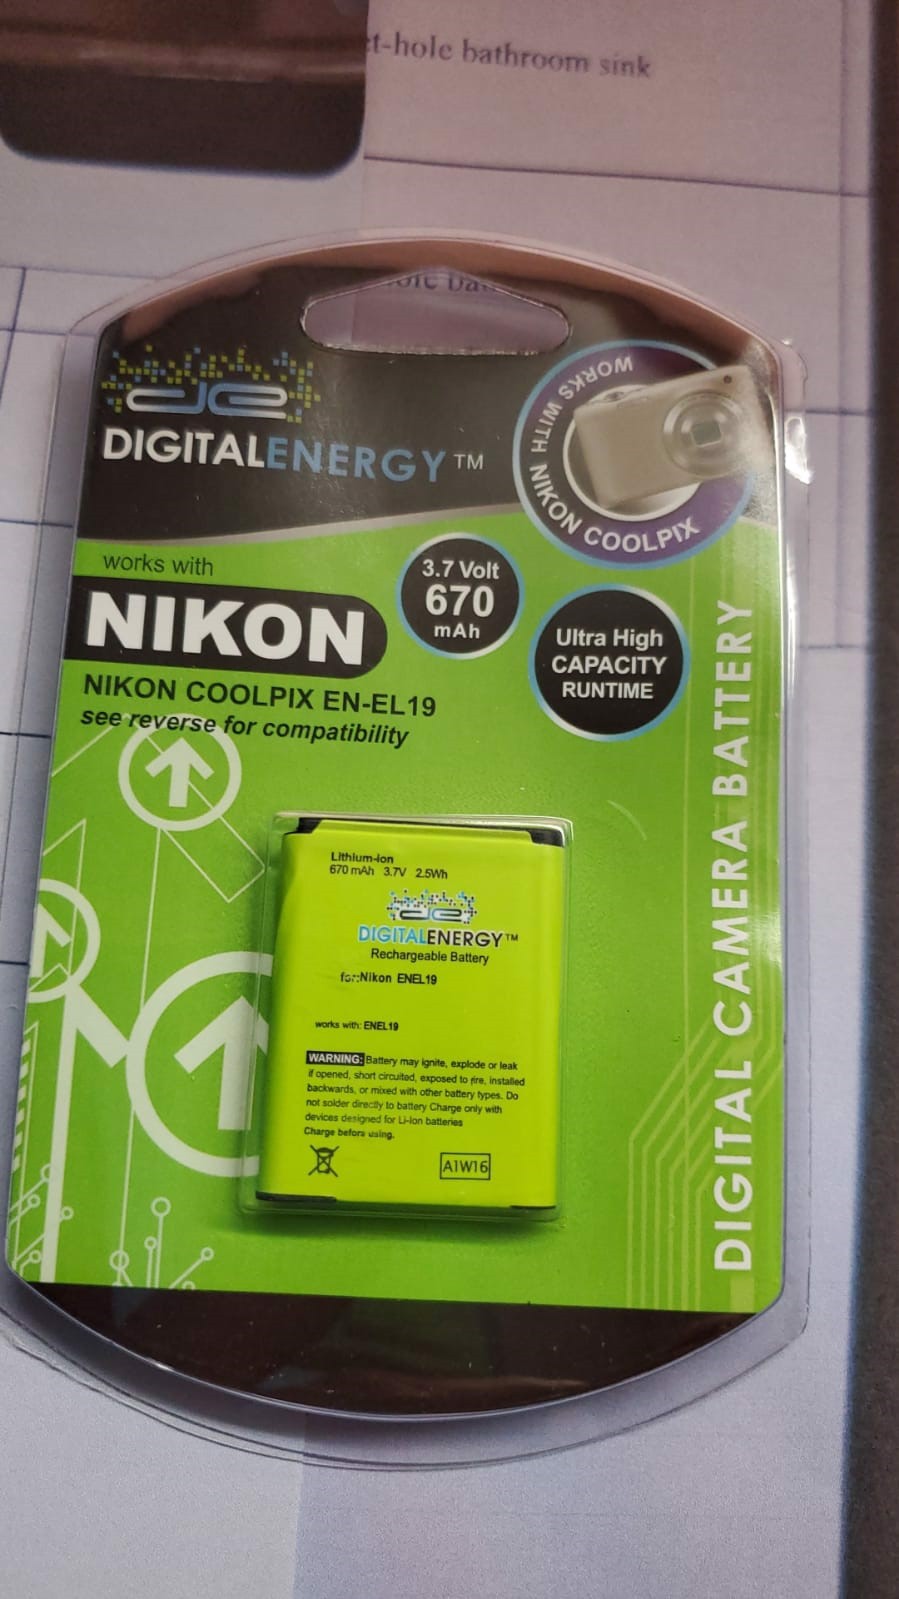 t-hole bathroom sink
DIGITALENERGY™
WORKS WITH NIKON COOLPIX
works with
NIKON
NIKON COOLPIX EN-EL19
see reverse for compatibility
3.7 Volt
670
mAh
Ultra High
CAPACITY
RUNTIME
DIGITAL CAMERA BATTERY
Lithium-ion
670 mAh 3.7V 2.5Wh
DIGITALENERGY™
Rechargeable Battery
for:Nikon ENEL19
works with: ENEL19
WARNING: Battery may ignite, explode or leak
if opened, short circuited, exposed to fire, installed
backwards, or mixed with other battery types. Do
not solder directly to battery Charge only with
devices designed for Li-Ion batteries
Charge before using.
A1W16